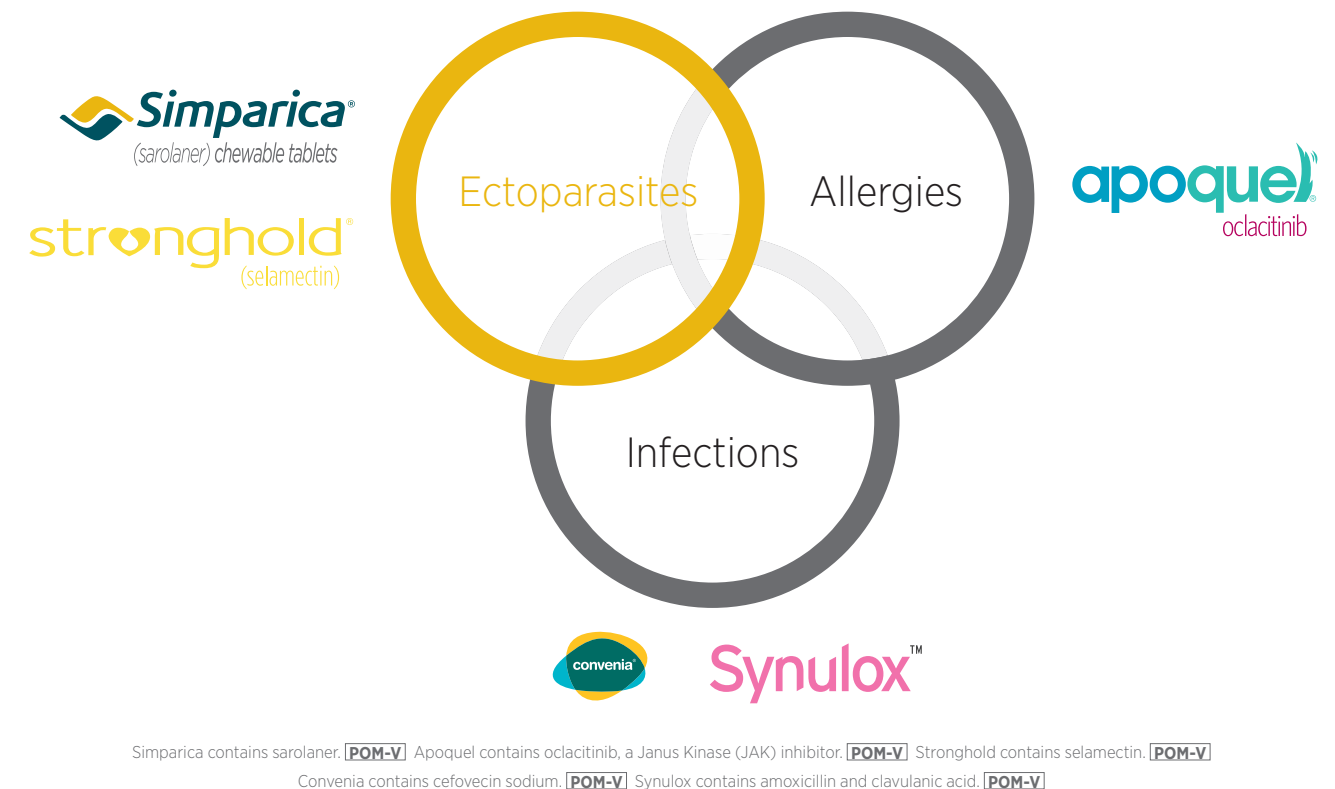 Simparica®
(sarolaner) chewable tablets
stronghold®
(selamectin)
Ectoparasites
Allergies
apoquel®
oclacitinib
Infections
convenia®
Synulox™
Simparica contains sarolaner. POM-V Apoquel contains oclacitinib, a Janus Kinase (JAK) inhibitor. POM-V Stronghold contains selamectin. POM-V
Convenia contains cefovecin sodium. POM-V Synulox contains amoxicillin and clavulanic acid. POM-V